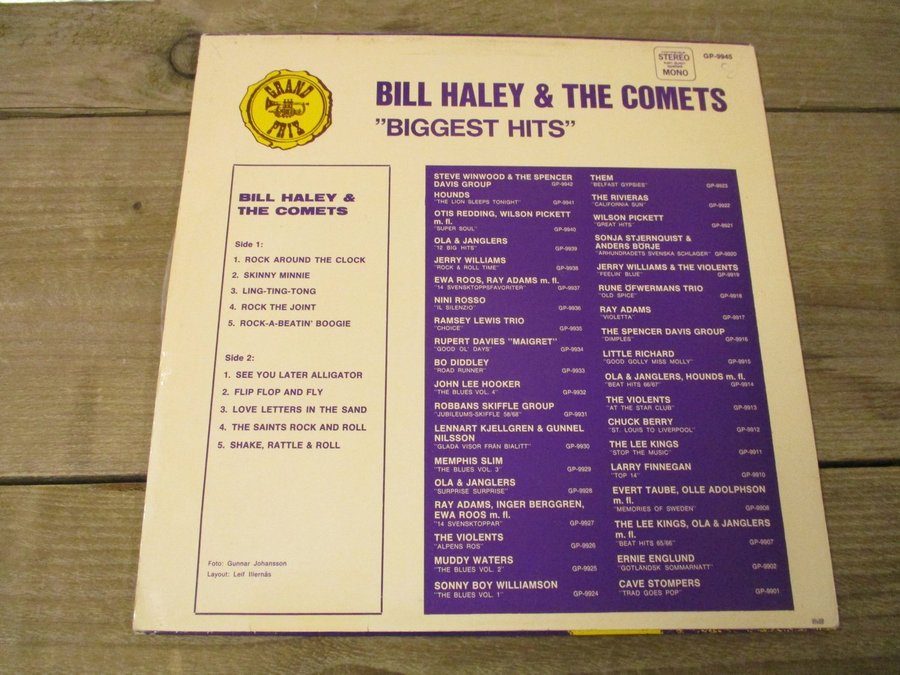 STEREO
MONO
GP-9945
GRAND
PRIX
BILL HALEY & THE COMETS
”BIGGEST HITS”
BILL HALEY &
THE COMETS
Side 1:
1. ROCK AROUND THE CLOCK
2. SKINNY MINNIE
3. LING-TING-TONG
4. ROCK THE JOINT
5. ROCK-A-BEATIN' BOOGIE
Side 2:
1. SEE YOU LATER ALLIGATOR
2. FLIP FLOP AND FLY
3. LOVE LETTERS IN THE SAND
4. THE SAINTS ROCK AND ROLL
5. SHAKE, RATTLE & ROLL
Foto: Gunnar Johansson
Layout: Leif Illernäs
STEVE WINWOOD & THE SPENCER
DAVIS GROUP GP-9942
HOUNDS
"THE LION SLEEPS TONIGHT" GP-9941
OTIS REDDING, WILSON PICKETT
m. fl.
"SUPER SOUL" GP-9940
OLA & JANGLERS
"12 BIG HITS" GP-9939
JERRY WILLIAMS
"ROCK & ROLL TIME" GP-9938
EWA ROOS, RAY ADAMS m. fl.
"14 SVENSKTOPPSFAVORITER" GP-9937
NINI ROSSO
"IL SILENZIO" GP-9936
RAMSEY LEWIS TRIO
"CHOICE" GP-9935
RUPERT DAVIES "MAIGRET"
"GOOD OL' DAYS" GP-9934
BO DIDDLEY
"ROAD RUNNER" GP-9933
JOHN LEE HOOKER
"THE BLUES VOL. 4" GP-9932
ROBBANS SKIFFLE GROUP
"JUBILEUMS-SKIFFLE 58/68" GP-9931
LENNART KJELLGREN & GUNNEL
NILSSON
"GLADA VISOR FRÅN BIALITT" GP-9930
MEMPHIS SLIM
"THE BLUES VOL. 3" GP-9929
OLA & JANGLERS
"SURPRISE SURPRISE" GP-9928
RAY ADAMS, INGER BERGGREN,
EWA ROOS m. fl.
"14 SVENSKTOPPAR" GP-9927
THE VIOLENTS
"ALPENS ROS" GP-9926
MUDDY WATERS
"THE BLUES VOL. 2" GP-9925
SONNY BOY WILLIAMSON
"THE BLUES VOL. 1" GP-9924
THEM
"BELFAST GYPSIES" GP-9923
THE RIVIERAS
"CALIFORNIA SUN" GP-9922
WILSON PICKETT
"GREAT HITS" GP-9921
SONJA STJERNQUIST &
ANDERS BÖRJE
"ÅRHUNDRADETS SVENSKA SCHLAGER" GP-9920
JERRY WILLIAMS & THE VIOLENTS
"FEELIN' BLUE" GP-9919
RUNE ÖFWERMANS TRIO
"OLD SPICE" GP-9918
RAY ADAMS
"VIOLETTA" GP-9917
THE SPENCER DAVIS GROUP
"DIMPLES" GP-9916
LITTLE RICHARD
"GOOD GOLLY MISS MOLLY" GP-9915
OLA & JANGLERS, HOUNDS m. fl.
"BEAT HITS 66/67" GP-9914
THE VIOLENTS
"AT THE STAR CLUB" GP-9913
CHUCK BERRY
"ST. LOUIS TO LIVERPOOL" GP-9912
THE LEE KINGS
"STOP THE MUSIC" GP-9911
LARRY FINNEGAN
"TOP 14" GP-9910
EVERT TAUBE, OLLE ADOLPHSON
m. fl.
"MEMORIES OF SWEDEN" GP-9908
THE LEE KINGS, OLA & JANGLERS
m. fl.
"BEAT HITS 65/66" GP-9907
ERNIE ENGLUND
"GOTLANDSK SOMMARNATT" GP-9902
CAVE STOMPERS
"TRAD GOES POP" GP-9901